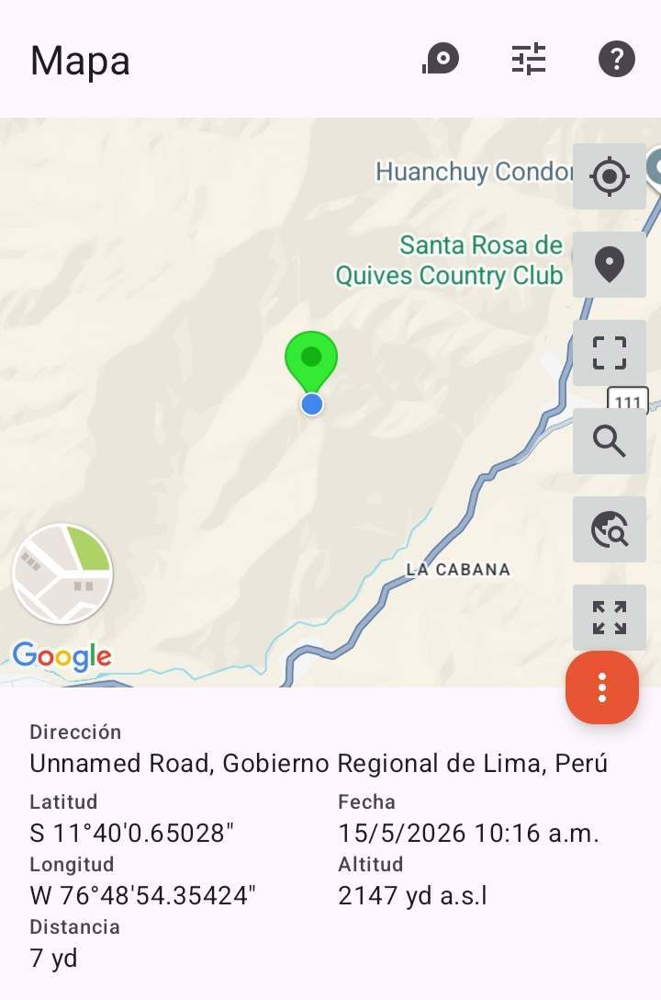 Mapa
Huanchuy Condor
Santa Rosa de
Quives Country Club
111
LA CABANA
Google
Dirección
Unnamed Road, Gobierno Regional de Lima, Perú
Latitud
S 11°40'0.65028"
Fecha
15/5/2026 10:16 a.m.
Longitud
W 76°48'54.35424"
Altitud
2147 yd a.s.l
Distancia
7 yd